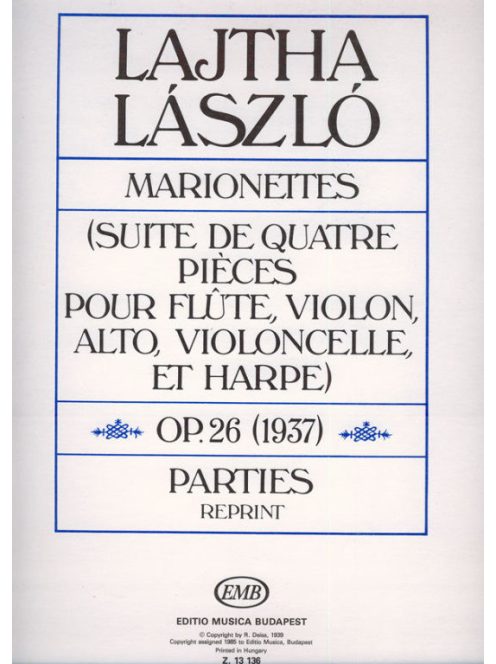 LAJTHA
LÁSZLÓ
MARIONETTES
(SUITE DE QUATRE
PIÈCES
POUR FLÛTE, VIOLON,
ALTO, VIOLONCELLE,
ET HARPE)
OP. 26 (1937)
PARTIES
REPRINT
EMB
EDITIO MUSICA BUDAPEST
© Copyright by R. Deiss, 1939
Copyright assigned 1985 to Editio Musica, Budapest
Printed in Hungary
Z. 13 136